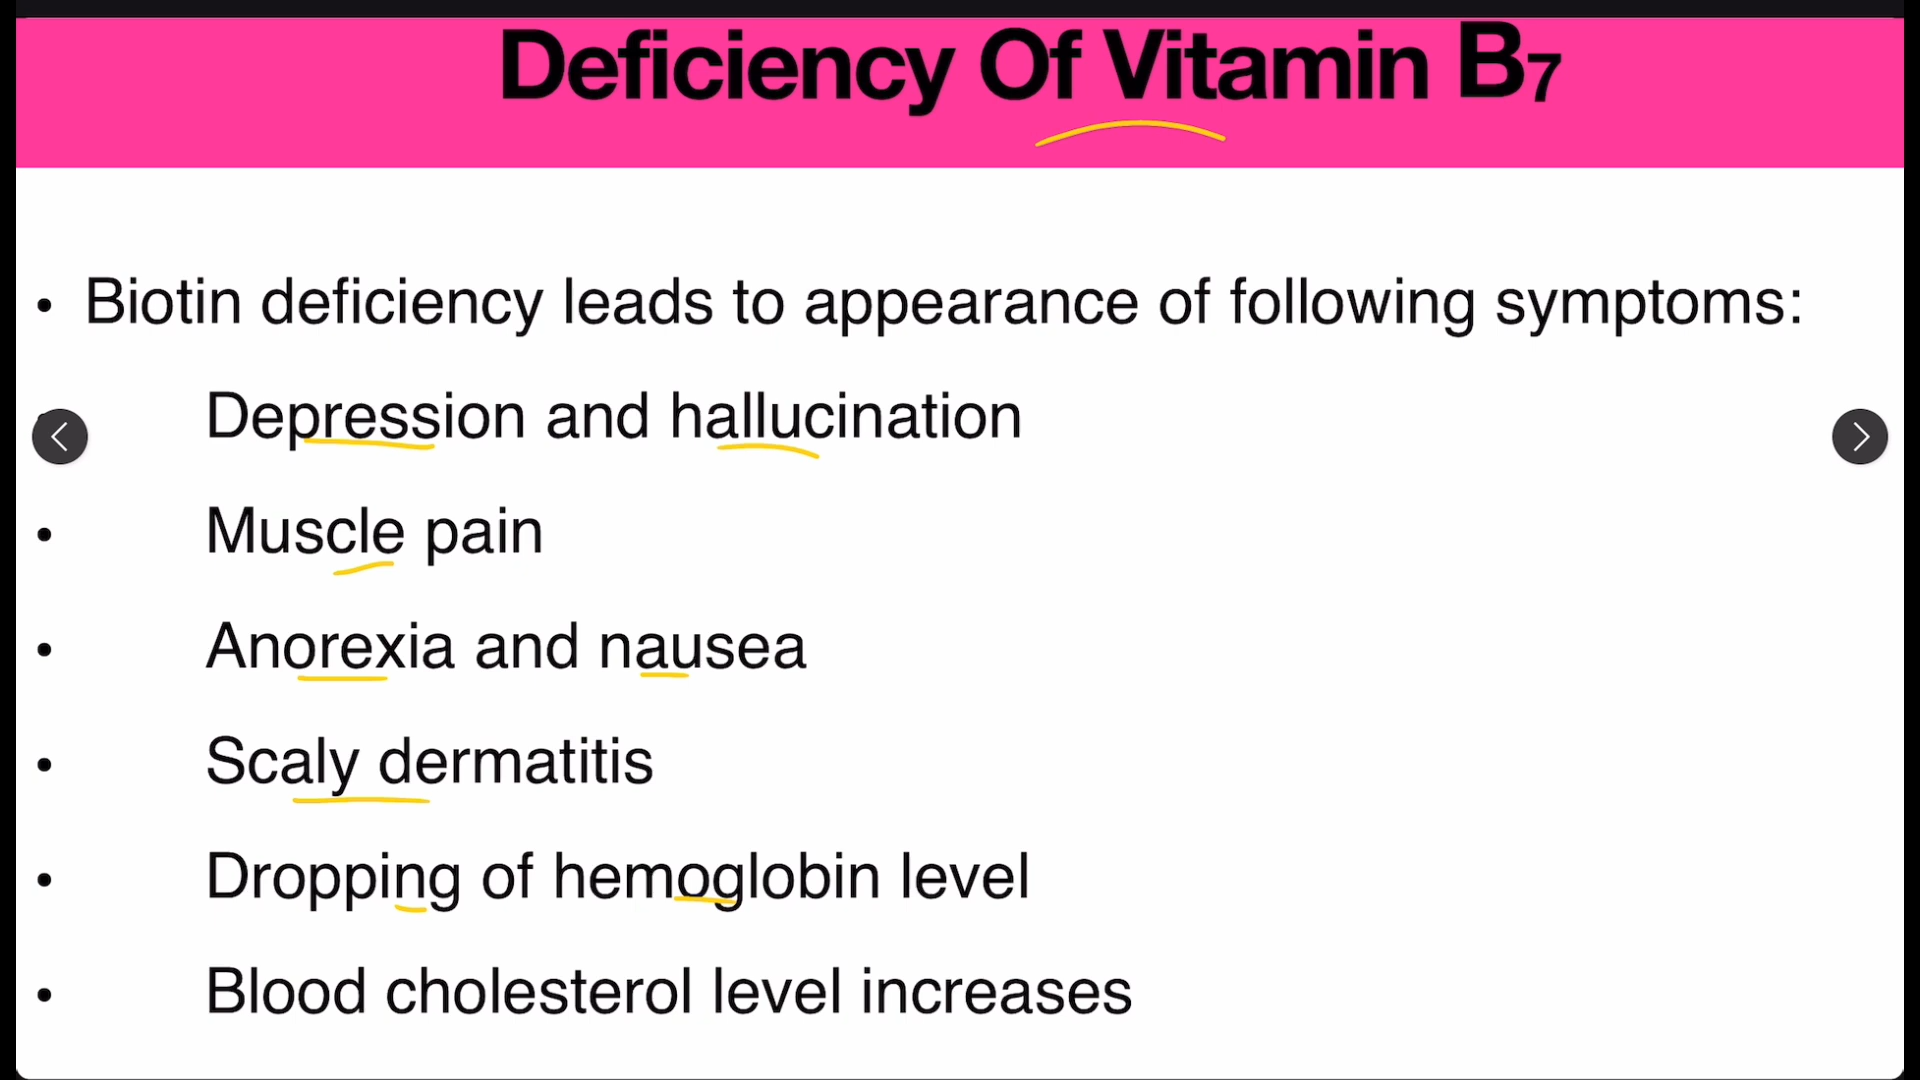 Deficiency Of Vitamin B₇
• Biotin deficiency leads to appearance of following symptoms:
Depression and hallucination
• Muscle pain
• Anorexia and nausea
• Scaly dermatitis
• Dropping of hemoglobin level
• Blood cholesterol level increases